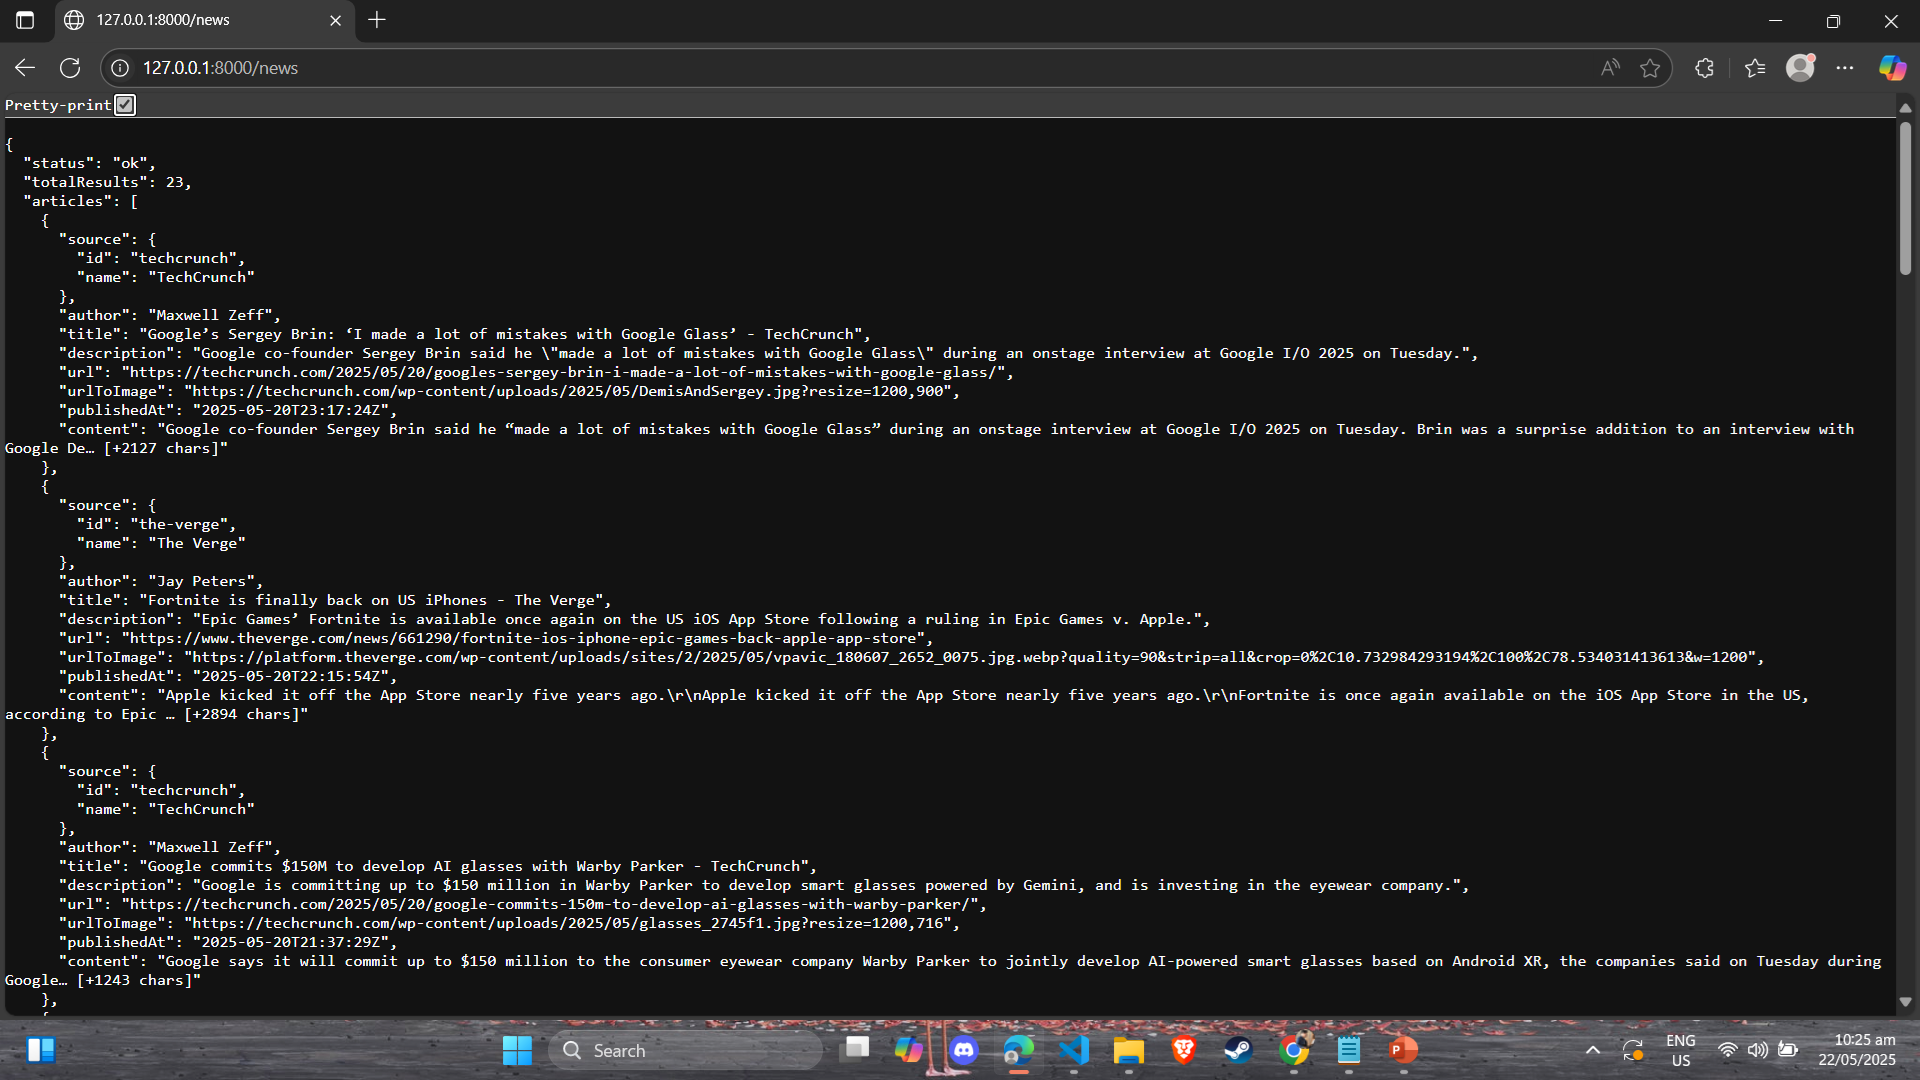 127.0.0.1:8000/news
127.0.0.1:8000/news
Pretty-print
{
  "status": "ok",
  "totalResults": 23,
  "articles": [
    {
      "source": {
        "id": "techcrunch",
        "name": "TechCrunch"
      },
      "author": "Maxwell Zeff",
      "title": "Google’s Sergey Brin: ‘I made a lot of mistakes with Google Glass’ - TechCrunch",
      "description": "Google co-founder Sergey Brin said he \"made a lot of mistakes with Google Glass\" during an onstage interview at Google I/O 2025 on Tuesday.",
      "url": "https://techcrunch.com/2025/05/20/googles-sergey-brin-i-made-a-lot-of-mistakes-with-google-glass/",
      "urlToImage": "https://techcrunch.com/wp-content/uploads/2025/05/DemisAndSergey.jpg?resize=1200,900",
      "publishedAt": "2025-05-20T23:17:24Z",
      "content": "Google co-founder Sergey Brin said he “made a lot of mistakes with Google Glass” during an onstage interview at Google I/O 2025 on Tuesday. Brin was a surprise addition to an interview with
Google De… [+2127 chars]"
    },
    {
      "source": {
        "id": "the-verge",
        "name": "The Verge"
      },
      "author": "Jay Peters",
      "title": "Fortnite is finally back on US iPhones - The Verge",
      "description": "Epic Games’ Fortnite is available once again on the US iOS App Store following a ruling in Epic Games v. Apple.",
      "url": "https://www.theverge.com/news/661290/fortnite-ios-iphone-epic-games-back-apple-app-store",
      "urlToImage": "https://platform.theverge.com/wp-content/uploads/sites/2/2025/05/vpavic_180607_2652_0075.jpg.webp?quality=90&strip=all&crop=0%2C10.732984293194%2C100%2C78.534031413613&w=1200",
      "publishedAt": "2025-05-20T22:15:54Z",
      "content": "Apple kicked it off the App Store nearly five years ago.\r\nApple kicked it off the App Store nearly five years ago.\r\nFortnite is once again available on the iOS App Store in the US,
according to Epic … [+2894 chars]"
    },
    {
      "source": {
        "id": "techcrunch",
        "name": "TechCrunch"
      },
      "author": "Maxwell Zeff",
      "title": "Google commits $150M to develop AI glasses with Warby Parker - TechCrunch",
      "description": "Google is committing up to $150 million in Warby Parker to develop smart glasses powered by Gemini, and is investing in the eyewear company.",
      "url": "https://techcrunch.com/2025/05/20/google-commits-150m-to-develop-ai-glasses-with-warby-parker/",
      "urlToImage": "https://techcrunch.com/wp-content/uploads/2025/05/glasses_2745f1.jpg?resize=1200,716",
      "publishedAt": "2025-05-20T21:37:29Z",
      "content": "Google says it will commit up to $150 million to the consumer eyewear company Warby Parker to jointly develop AI-powered smart glasses based on Android XR, the companies said on Tuesday during
Google… [+1243 chars]"
    },
Search
ENG
US
10:25 am
22/05/2025